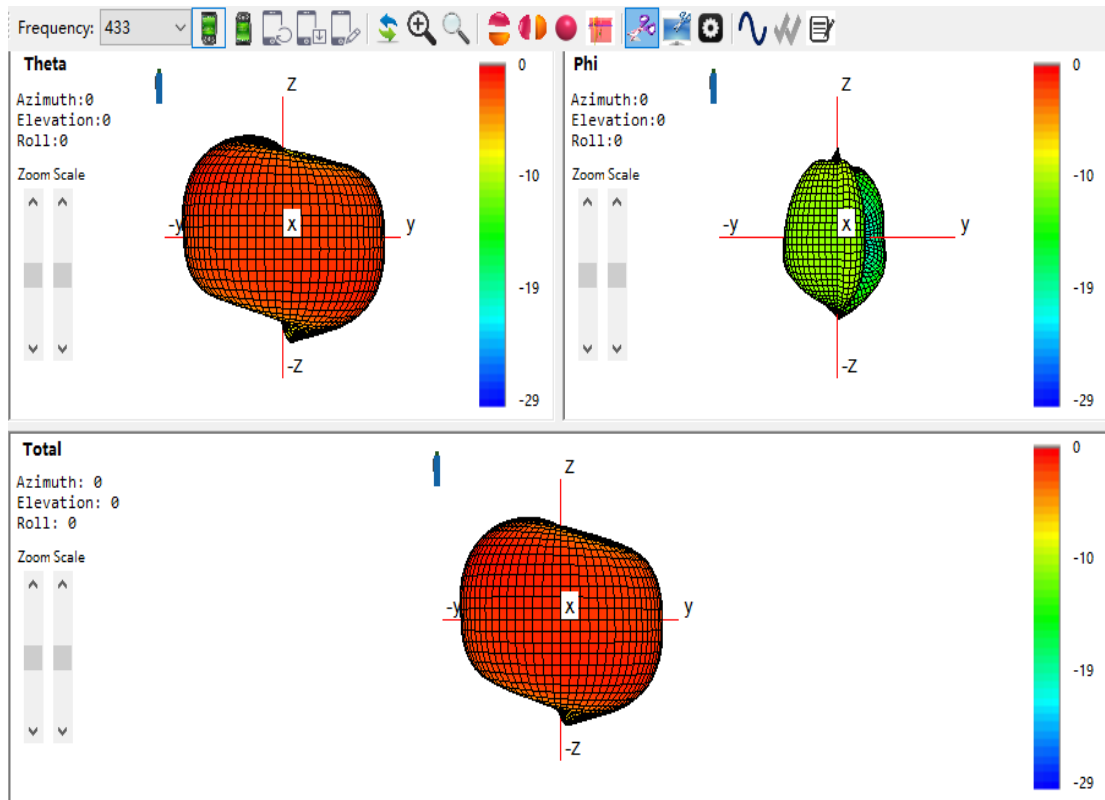 Frequency: 433
Theta
Azimuth:0
Elevation:0
Roll:0
Zoom Scale
Z
-y
x
y
-Z
0
-10
-19
-29
Phi
Azimuth:0
Elevation:0
Roll:0
Zoom Scale
Z
-y
x
y
-Z
0
-10
-19
-29
Total
Azimuth: 0
Elevation: 0
Roll: 0
Zoom Scale
Z
-y
x
y
-Z
0
-10
-19
-29